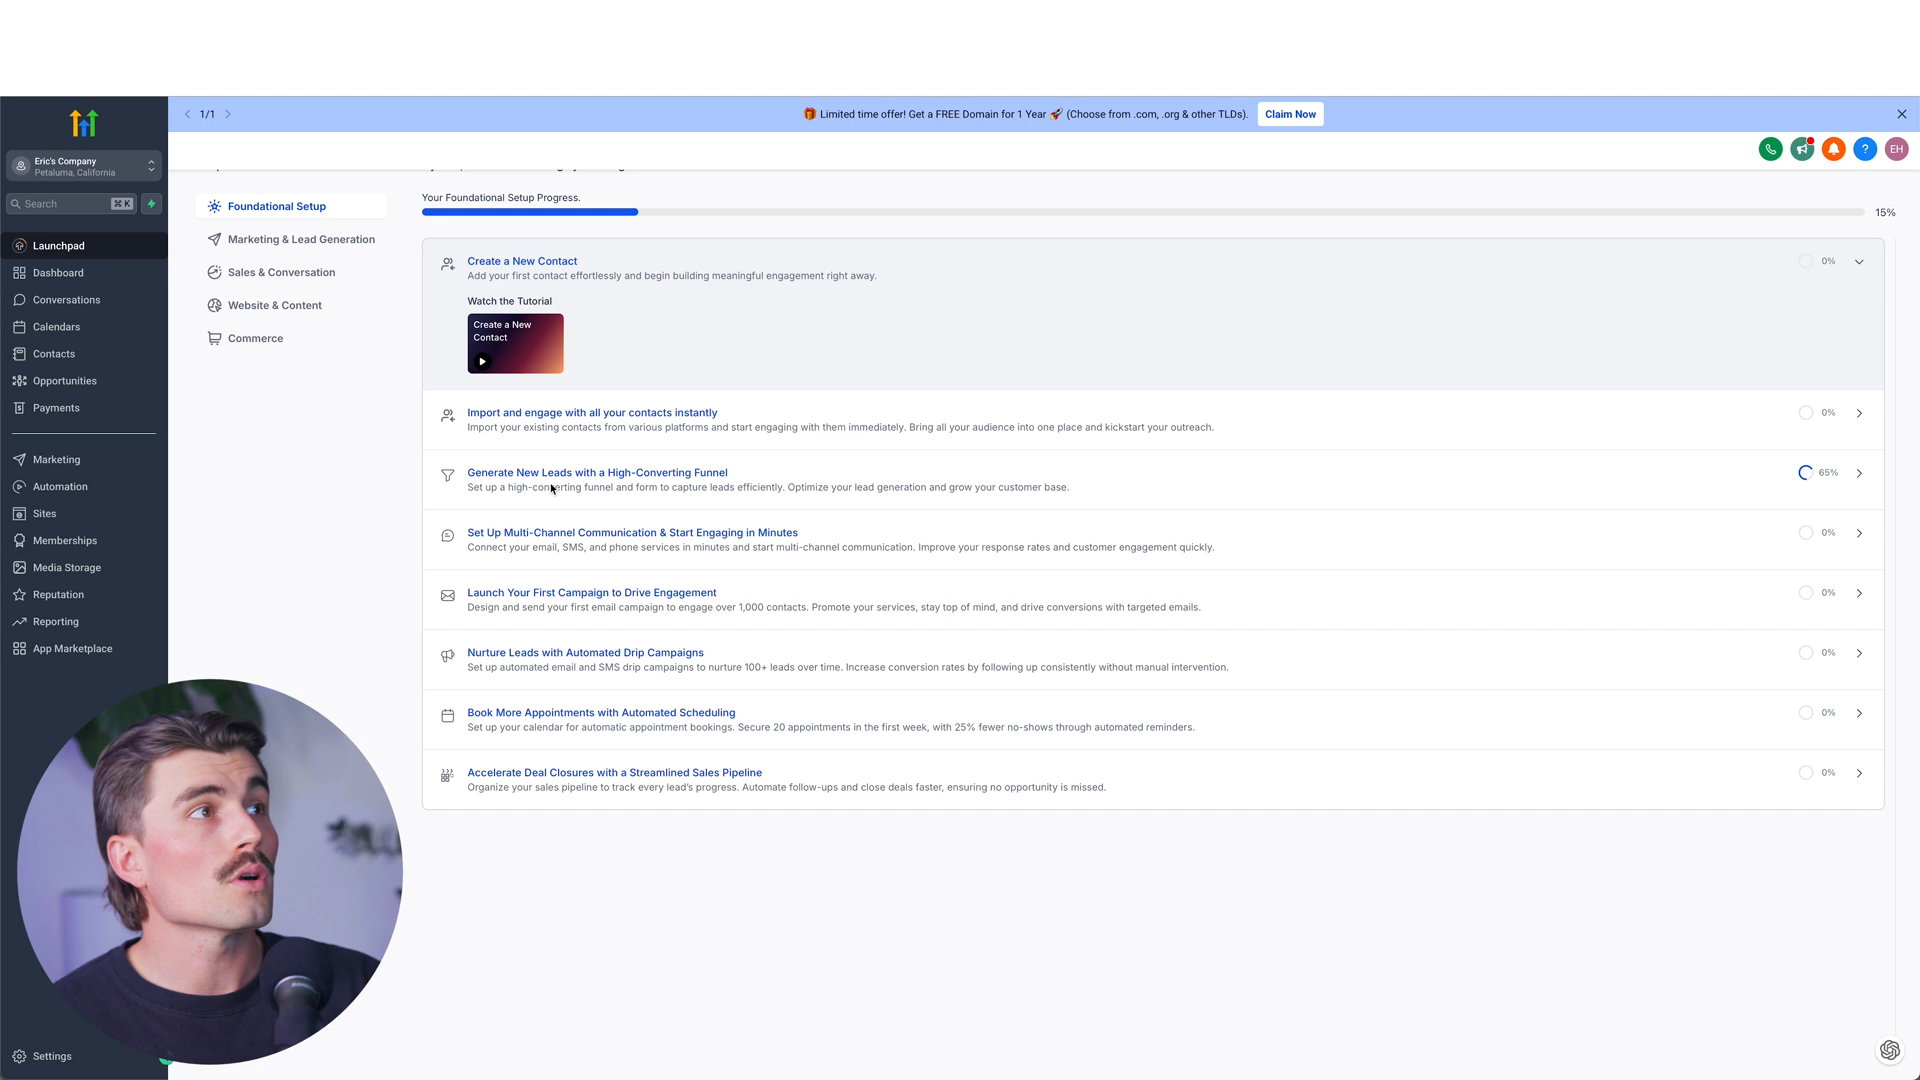 1/1
🎁 Limited time offer! Get a FREE Domain for 1 Year 🚀 (Choose from .com, .org & other TLDs).
Claim Now
Eric's Company
Petaluma, California
Search
⌘ K
Launchpad
Dashboard
Conversations
Calendars
Contacts
Opportunities
Payments
Marketing
Automation
Sites
Memberships
Media Storage
Reputation
Reporting
App Marketplace
Settings
EH
Foundational Setup
Marketing & Lead Generation
Sales & Conversation
Website & Content
Commerce
Your Foundational Setup Progress.
15%
Create a New Contact
Add your first contact effortlessly and begin building meaningful engagement right away.
0%
Watch the Tutorial
Create a New
Contact
Import and engage with all your contacts instantly
Import your existing contacts from various platforms and start engaging with them immediately. Bring all your audience into one place and kickstart your outreach.
0%
Generate New Leads with a High-Converting Funnel
Set up a high-converting funnel and form to capture leads efficiently. Optimize your lead generation and grow your customer base.
65%
Set Up Multi-Channel Communication & Start Engaging in Minutes
Connect your email, SMS, and phone services in minutes and start multi-channel communication. Improve your response rates and customer engagement quickly.
0%
Launch Your First Campaign to Drive Engagement
Design and send your first email campaign to engage over 1,000 contacts. Promote your services, stay top of mind, and drive conversions with targeted emails.
0%
Nurture Leads with Automated Drip Campaigns
Set up automated email and SMS drip campaigns to nurture 100+ leads over time. Increase conversion rates by following up consistently without manual intervention.
0%
Book More Appointments with Automated Scheduling
Set up your calendar for automatic appointment bookings. Secure 20 appointments in the first week, with 25% fewer no-shows through automated reminders.
0%
Accelerate Deal Closures with a Streamlined Sales Pipeline
Organize your sales pipeline to track every lead's progress. Automate follow-ups and close deals faster, ensuring no opportunity is missed.
0%